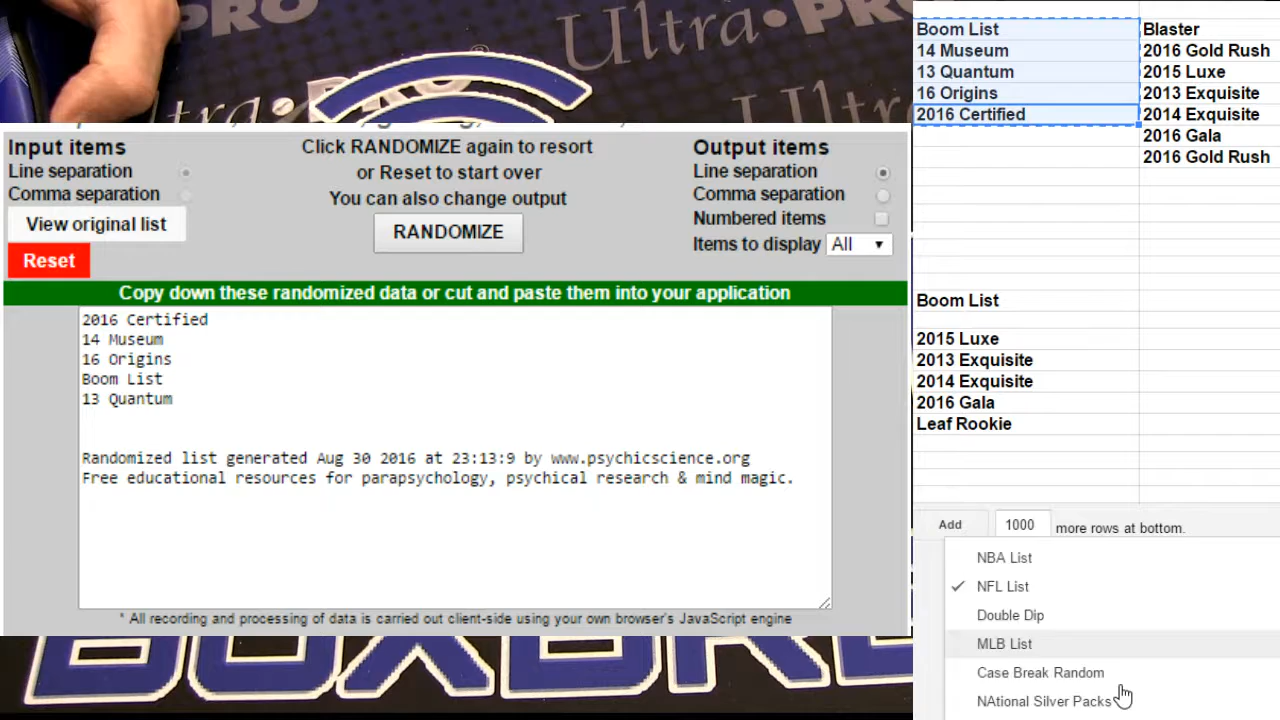 PRO
Ultra•PRO
®
Ultra•PRO
tra•P
Ultra
Input items
Line separation
Comma separation
View original list
Reset
Click RANDOMIZE again to resort
or Reset to start over
You can also change output
RANDOMIZE
Output items
Line separation
Comma separation
Numbered items
Items to display All
Copy down these randomized data or cut and paste them into your application
2016 Certified
14 Museum
16 Origins
Boom List
13 Quantum
Randomized list generated Aug 30 2016 at 23:13:9 by www.psychicscience.org
Free educational resources for parapsychology, psychical research & mind magic.
* All recording and processing of data is carried out client-side using your own browser's JavaScript engine
BOXBRE
Boom List Blaster
14 Museum 2016 Gold Rush
13 Quantum 2015 Luxe
16 Origins 2013 Exquisite
2016 Certified 2014 Exquisite
2016 Gala
2016 Gold Rush
Boom List
2015 Luxe
2013 Exquisite
2014 Exquisite
2016 Gala
Leaf Rookie
Add 1000 more rows at bottom.
NBA List
NFL List
Double Dip
MLB List
Case Break Random
NAtional Silver Packs